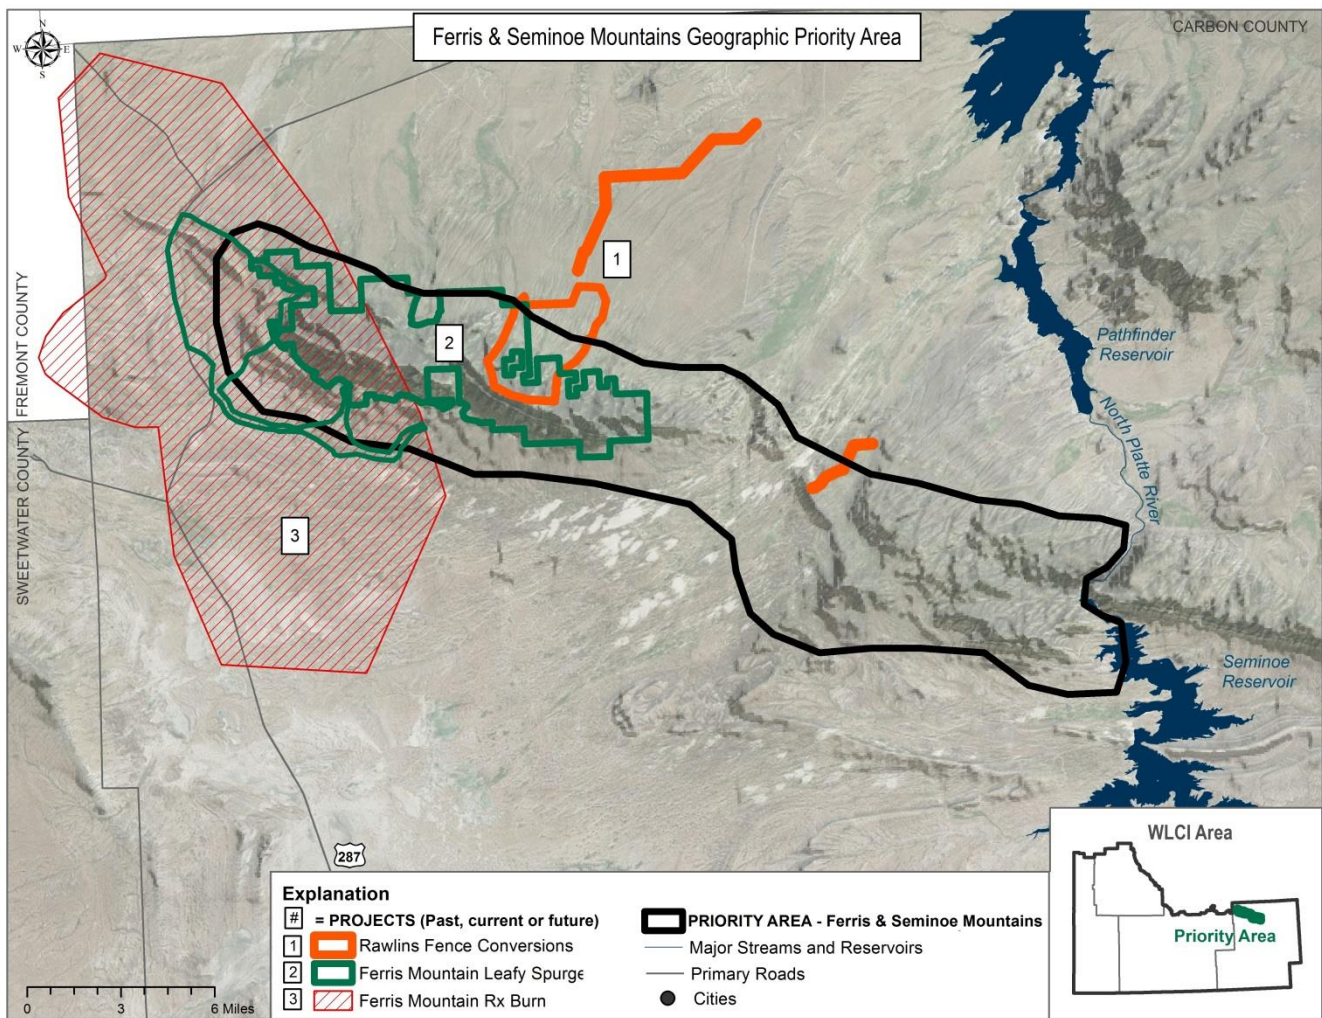 Ferris & Seminoe Mountains Geographic Priority Area
CARBON COUNTY
N
W E
S
FREMONT COUNTY
SWEETWATER COUNTY
1
2
3
Pathfinder
Reservoir
North Platte River
Seminoe
Reservoir
287
WLCI Area
Priority Area
Explanation
# = PROJECTS (Past, current or future)
1 Rawlins Fence Conversions
2 Ferris Mountain Leafy Spurge
3 Ferris Mountain Rx Burn
PRIORITY AREA - Ferris & Seminoe Mountains
Major Streams and Reservoirs
Primary Roads
Cities
0 3 6 Miles